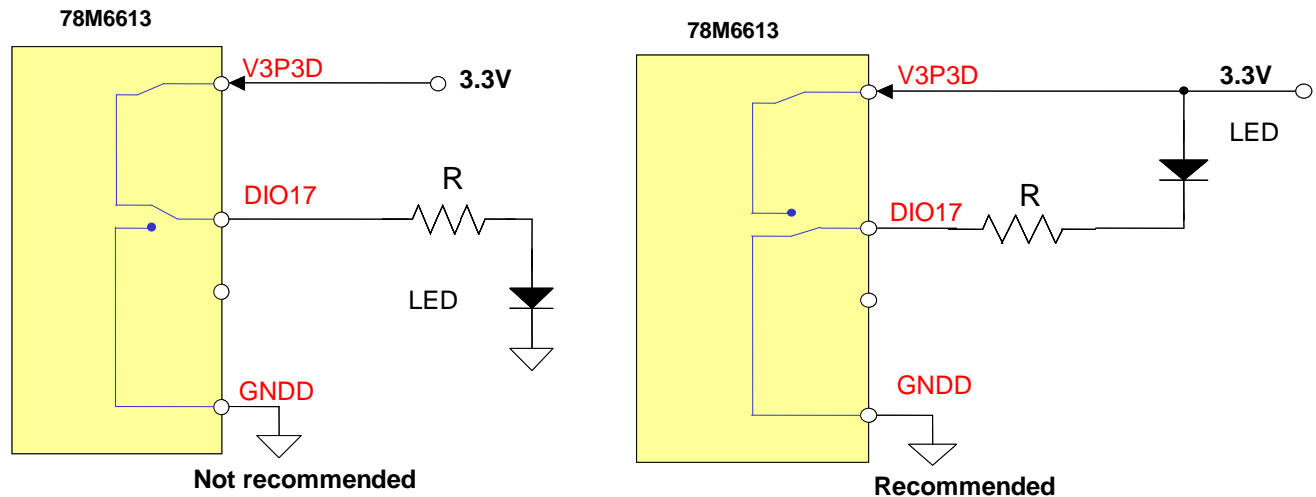 78M6613
V3P3D
3.3V
DIO17
R
LED
GNDD
Not recommended
78M6613
V3P3D
3.3V
LED
DIO17
R
GNDD
Recommended